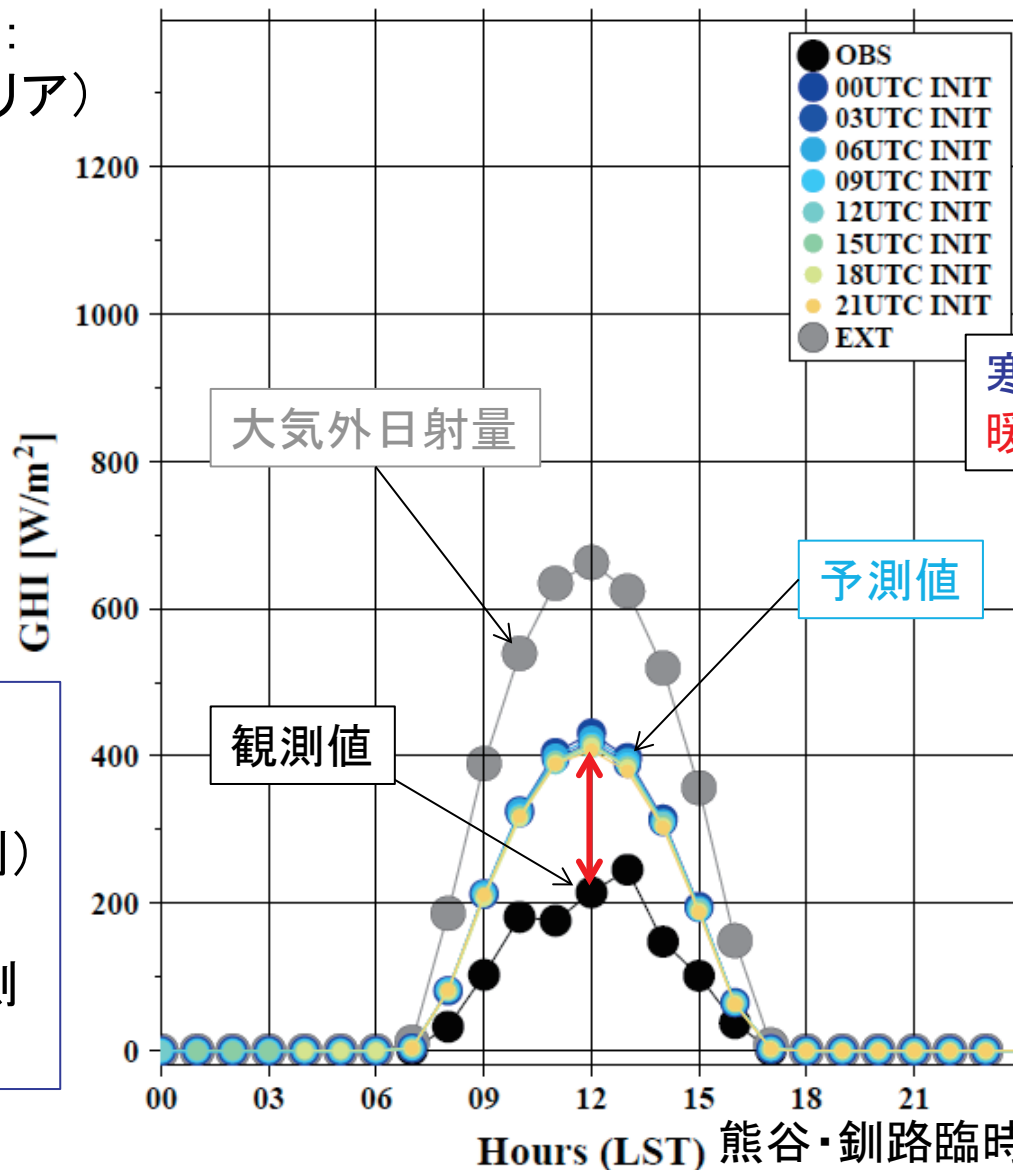 :
リア)
OBS
00UTC INIT
03UTC INIT
06UTC INIT
09UTC INIT
12UTC INIT
15UTC INIT
18UTC INIT
21UTC INIT
EXT
寒
暖
大気外日射量
予測値
観測値
)
GHI [W/m²]
1200
1000
800
600
400
200
0
00 03 06 09 12 15 18 21
Hours (LST)
熊谷・釧路臨時